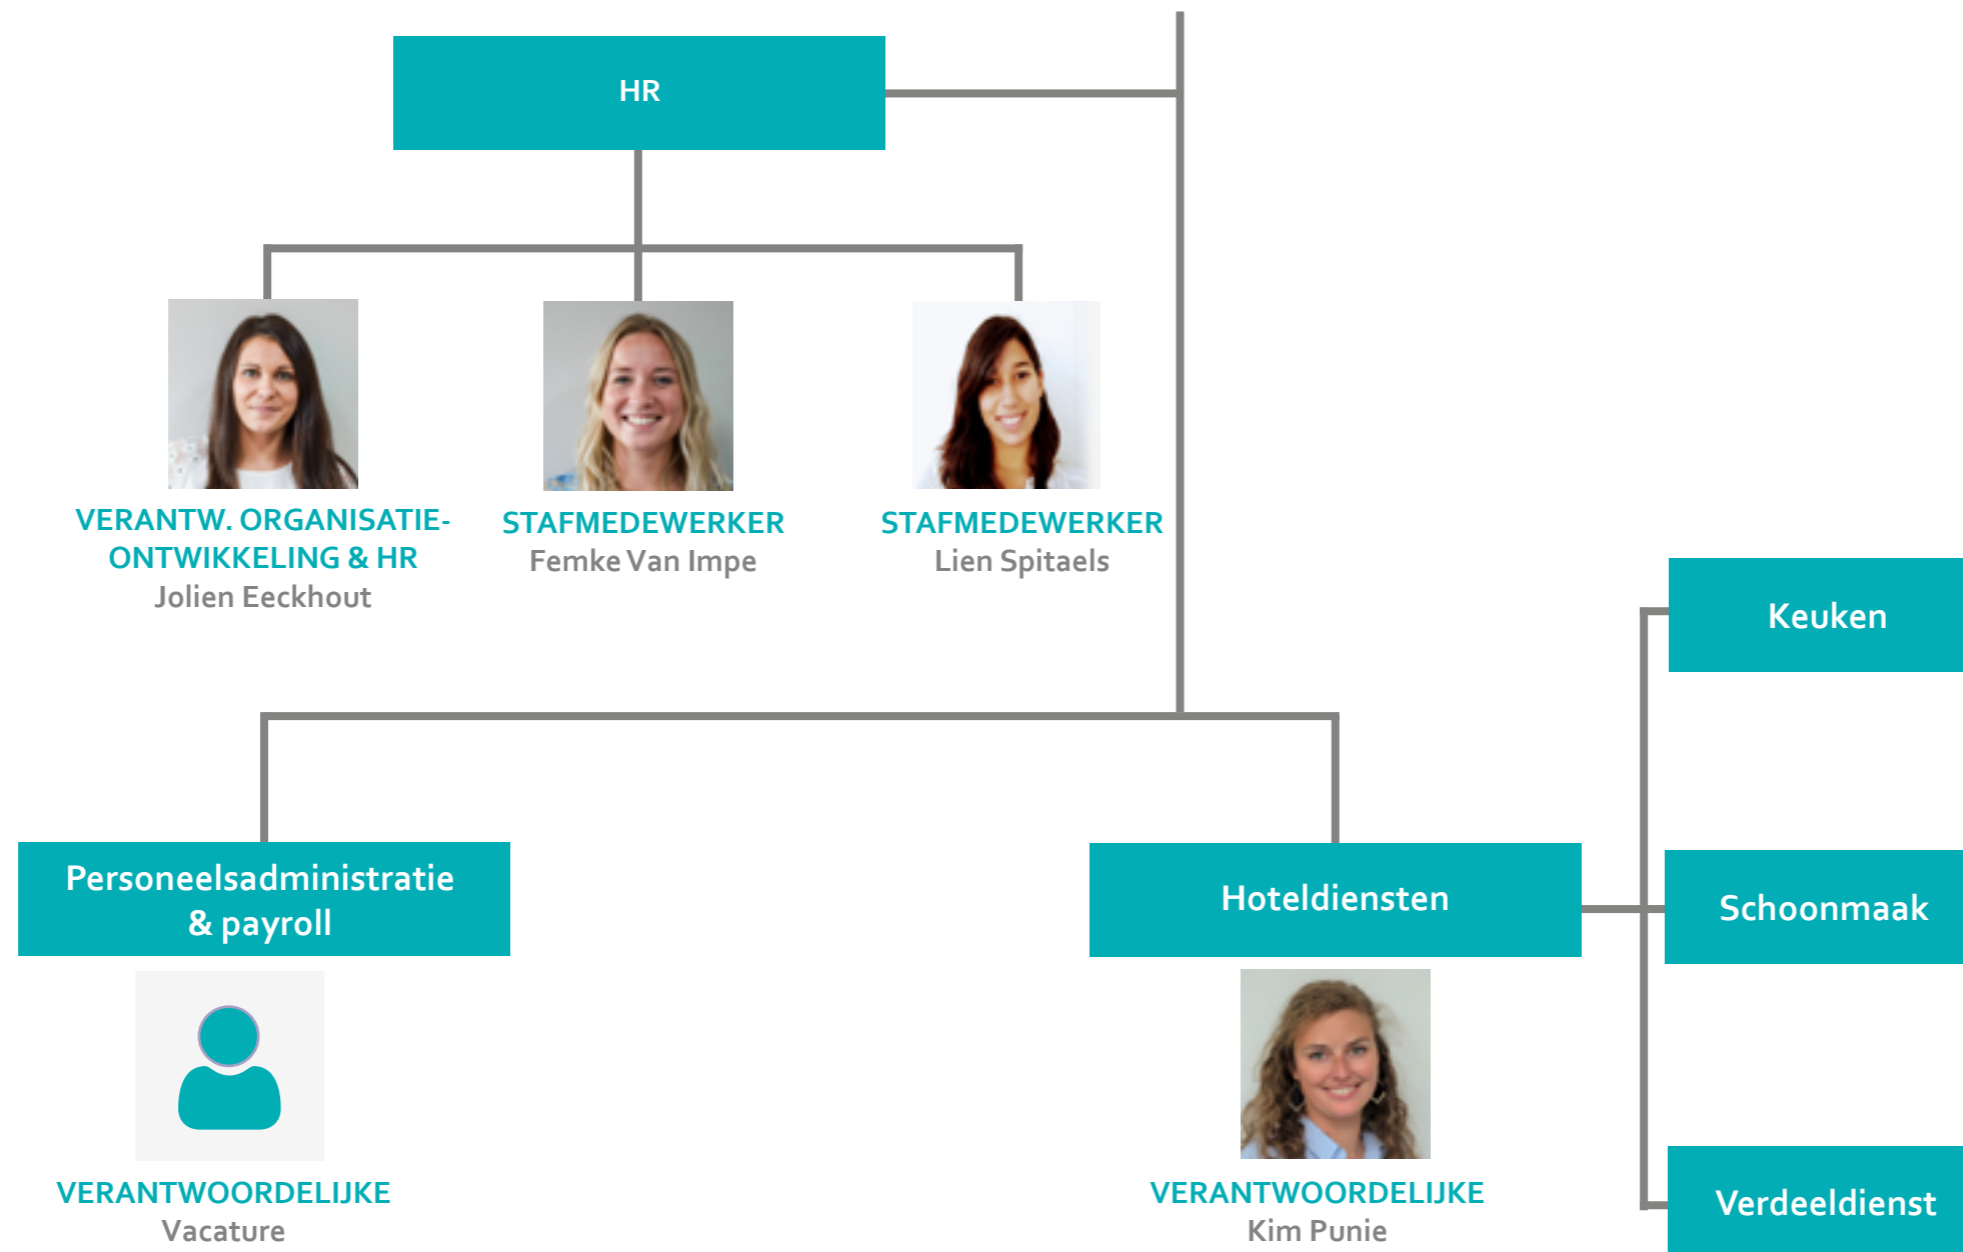 HR
VERANTW. ORGANISATIE-
ONTWIKKELING & HR
Jolien Eeckhout
STAFMEDEWERKER
Femke Van Impe
STAFMEDEWERKER
Lien Spitaels
Keuken
Personeelsadministratie
& payroll
Hoteldiensten
Schoonmaak
VERANTWOORDELIJKE
Vacature
VERANTWOORDELIJKE
Kim Punie
Verdeeldienst